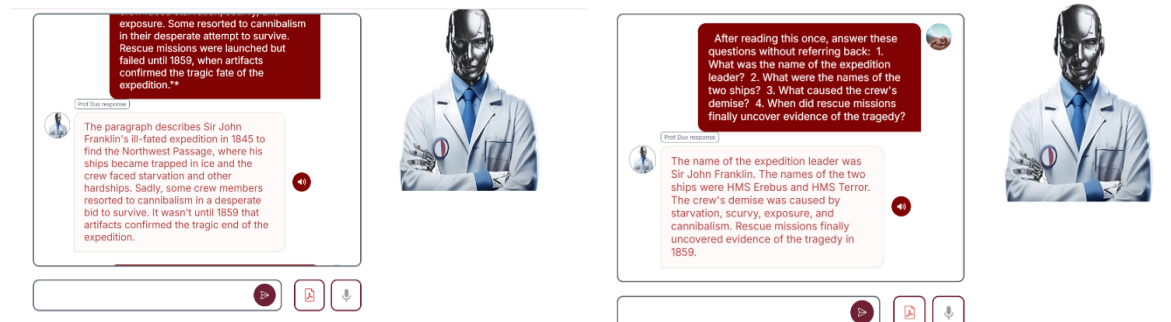 exposure. Some resorted to cannibalism
in their desperate attempt to survive.
Rescue missions were launched but
failed until 1859, when artifacts
confirmed the tragic fate of the
expedition."*
Prof Dux response
The paragraph describes Sir John
Franklin's ill-fated expedition in 1845 to
find the Northwest Passage, where his
ships became trapped in ice and the
crew faced starvation and other
hardships. Sadly, some crew members
resorted to cannibalism in a desperate
bid to survive. It wasn't until 1859 that
artifacts confirmed the tragic end of the
expedition.
After reading this once, answer these
questions without referring back: 1.
What was the name of the expedition
leader? 2. What were the names of the
two ships? 3. What caused the crew's
demise? 4. When did rescue missions
finally uncover evidence of the tragedy?
Prof Dux response
The name of the expedition leader was
Sir John Franklin. The names of the two
ships were HMS Erebus and HMS Terror.
The crew's demise was caused by
starvation, scurvy, exposure, and
cannibalism. Rescue missions finally
uncovered evidence of the tragedy in
1859.